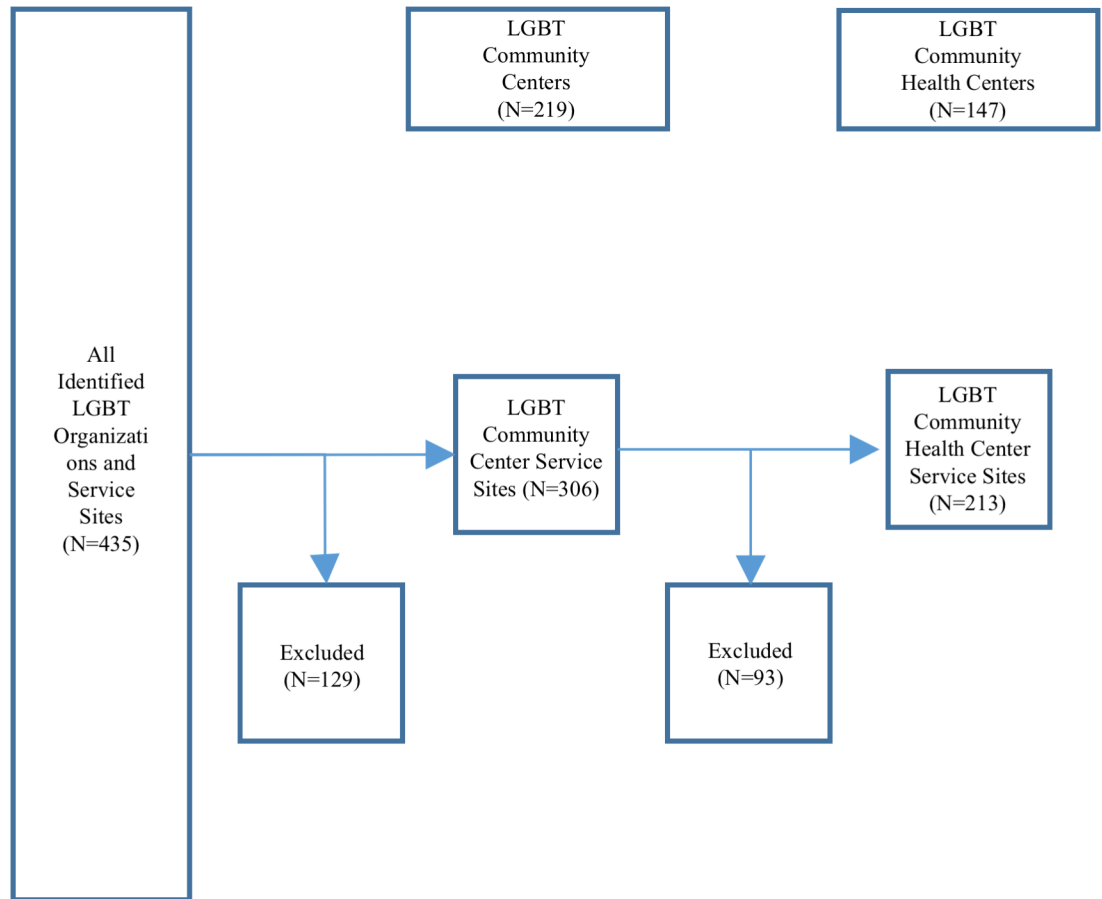 LGBT
Community
Centers
(N=219)
LGBT
Community
Health Centers
(N=147)
All
Identified
LGBT
Organizati
ons and
Service
Sites
(N=435)
LGBT
Community
Center Service
Sites (N=306)
LGBT
Community
Health Center
Service Sites
(N=213)
Excluded
(N=129)
Excluded
(N=93)